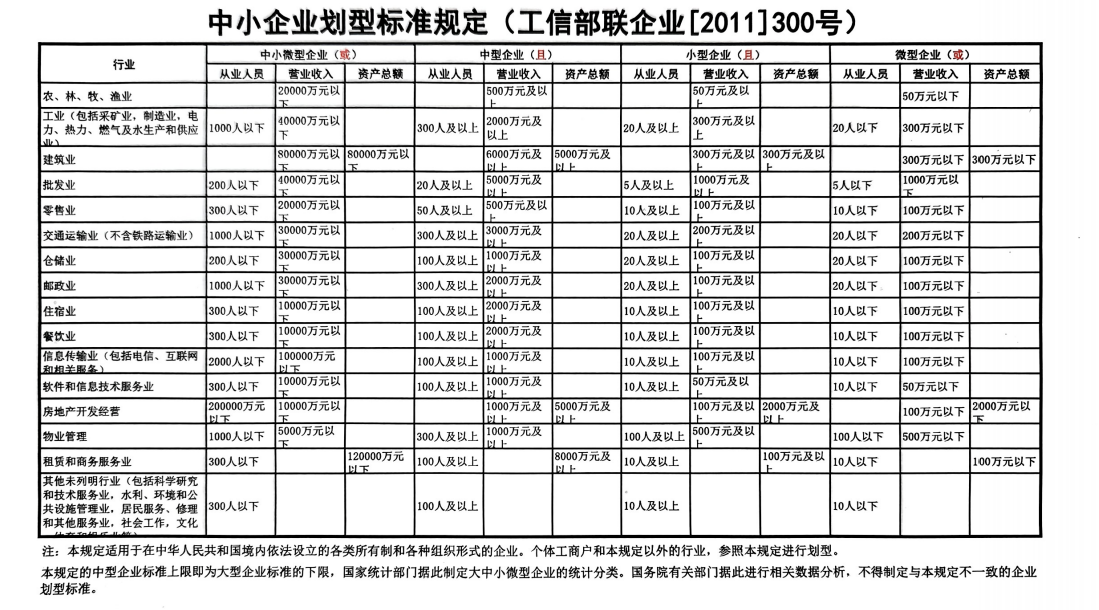 中小企业划型标准规定（工信部联企业[2011]300号）
行业 中小微型企业（或） 中型企业（且） 小型企业（且） 微型企业（或）
从业人员 营业收入 资产总额 从业人员 营业收入 资产总额 从业人员 营业收入 资产总额 从业人员 营业收入 资产总额
农、林、牧、渔业 20000万元以下 500万元及以上 50万元及以上 50万元以下
工业（包括采矿业，制造业，电力、热力、燃气及水生产和供应业） 1000人以下 40000万元以下 300人及以上 2000万元及以上 20人及以上 300万元及以上 20人以下 300万元以下
建筑业 80000万元以下 80000万元以下 6000万元及以上 5000万元及以上 300万元及以上 300万元及以上 300万元以下 300万元以下
批发业 200人以下 40000万元以下 20人及以上 5000万元及以上 5人及以上 1000万元及以上 5人以下 1000万元以下
零售业 300人以下 20000万元以下 50人及以上 500万元及以上 10人及以上 100万元及以上 10人以下 100万元以下
交通运输业（不含铁路运输业） 1000人以下 30000万元以下 300人及以上 3000万元及以上 20人及以上 200万元及以上 20人以下 200万元以下
仓储业 200人以下 30000万元以下 100人及以上 1000万元及以上 20人及以上 100万元及以上 20人以下 100万元以下
邮政业 1000人以下 30000万元以下 300人及以上 2000万元及以上 20人及以上 100万元及以上 20人以下 100万元以下
住宿业 300人以下 10000万元以下 100人及以上 2000万元及以上 10人及以上 100万元及以上 10人以下 100万元以下
餐饮业 300人以下 10000万元以下 100人及以上 2000万元及以上 10人及以上 100万元及以上 10人以下 100万元以下
信息传输业（包括电信、互联网和相关服务） 2000人以下 100000万元以下 100人及以上 1000万元及以上 10人及以上 100万元及以上 10人以下 100万元以下
软件和信息技术服务业 300人以下 10000万元以下 100人及以上 1000万元及以上 10人及以上 50万元及以上 10人以下 50万元以下
房地产开发经营 200000万元以下 10000万元以下 1000万元及以上 5000万元及以上 100万元及以上 2000万元及以上 100万元以下 2000万元以下
物业管理 1000人以下 5000万元以下 300人及以上 1000万元及以上 100人及以上 500万元及以上 100人以下 500万元以下
租赁和商务服务业 300人以下 120000万元以下 100人及以上 8000万元及以上 10人及以上 100万元及以上 10人以下 100万元以下
其他未列明行业（包括科学研究
和技术服务业，水利、环境和公
共设施管理业，居民服务、修理
和其他服务业，社会工作，文化
300人以下 100人及以上 10人及以上 10人以下
注：本规定适用于在中华人民共和国境内依法设立的各类所有制和各种组织形式的企业。个体工商户和本规定以外的行业，参照本规定进行划型。
本规定的中型企业标准上限即为大型企业标准的下限，国家统计部门据此制定大中小微型企业的统计分类。国务院有关部门据此进行相关数据分析，不得制定与本规定不一致的企业
划型标准。